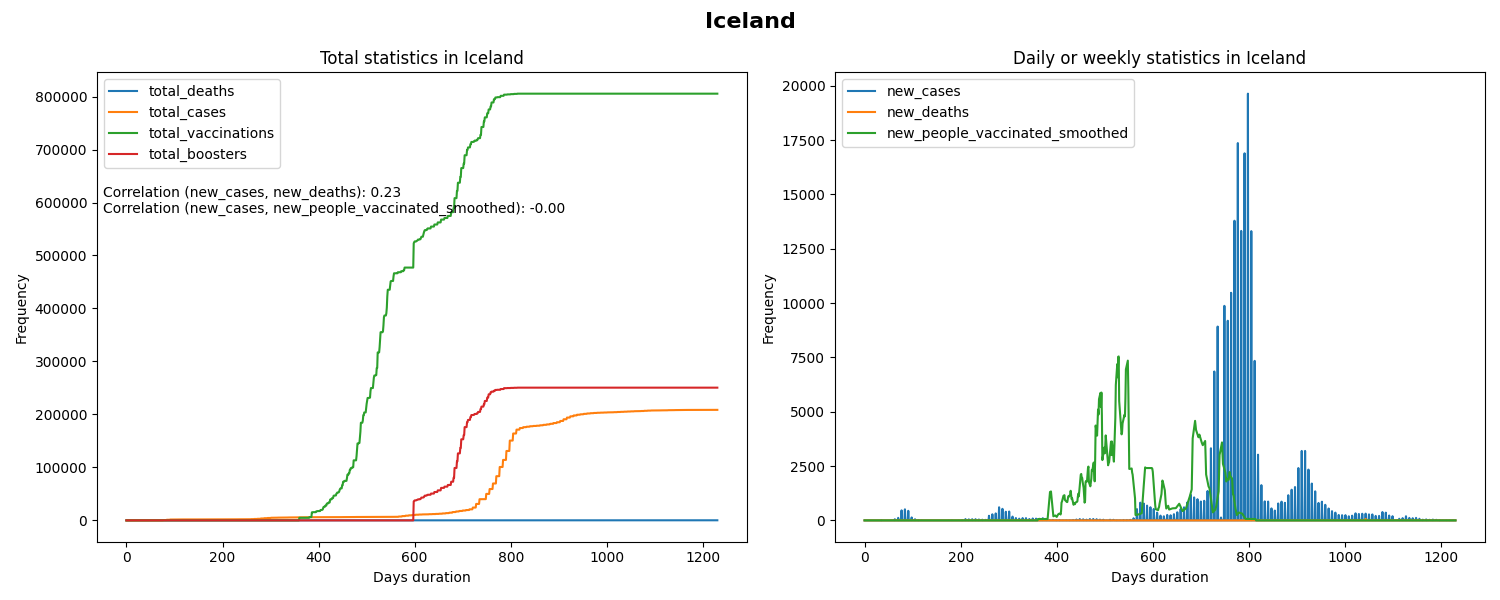 Iceland
Total statistics in Iceland
total_deaths
total_cases
total_vaccinations
total_boosters
Correlation (new_cases, new_deaths): 0.23
Correlation (new_cases, new_people_vaccinated_smoothed): -0.00
Frequency
800000
700000
600000
500000
400000
300000
200000
100000
0
0 200 400 600 800 1000 1200
Days duration
Daily or weekly statistics in Iceland
new_cases
new_deaths
new_people_vaccinated_smoothed
Frequency
20000
17500
15000
12500
10000
7500
5000
2500
0
0 200 400 600 800 1000 1200
Days duration